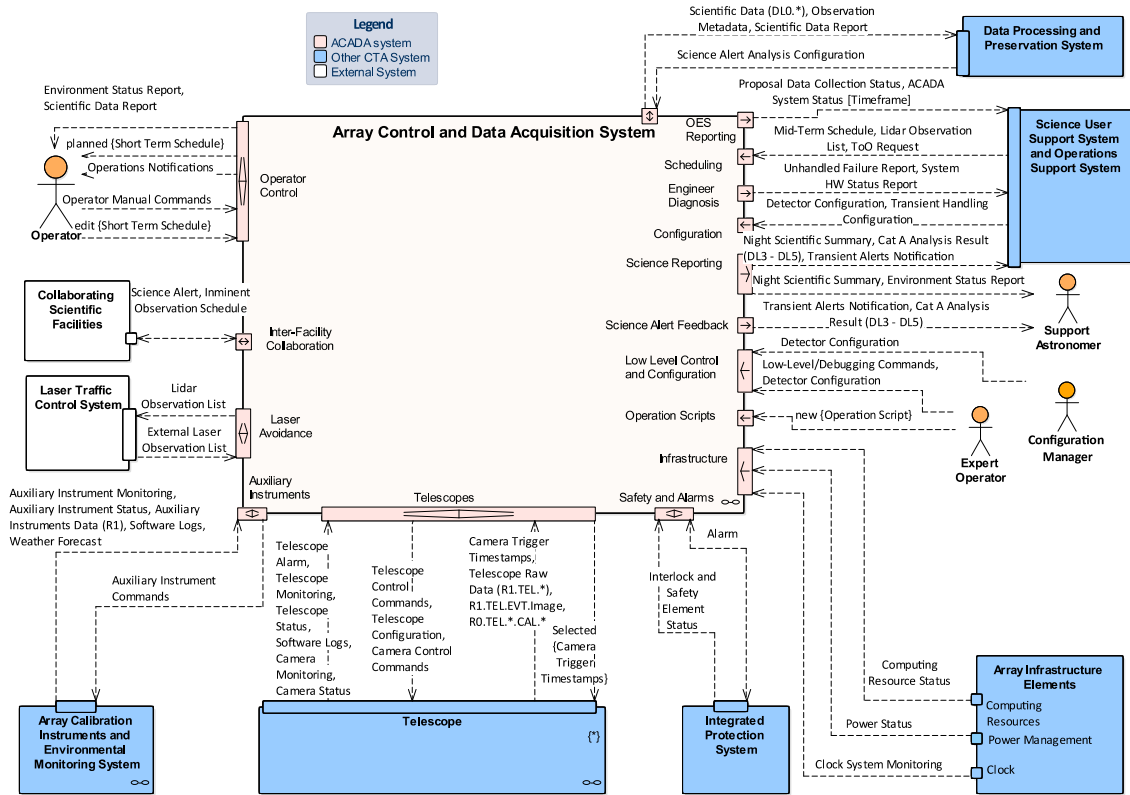 Legend
ACADA system
Other CTA System
External System
Scientific Data (DL0.*), Observation
Metadata, Scientific Data Report
Science Alert Analysis Configuration
Data Processing and
Preservation System
Environment Status Report,
Scientific Data Report
planned {Short Term Schedule}
Operations Notifications
Operator Manual Commands
edit {Short Term Schedule}
Operator
Array Control and Data Acquisition System
Operator
Control
OES
Reporting
Scheduling
Engineer
Diagnosis
Configuration
Science Reporting
Science Alert Feedback
Low Level Control
and Configuration
Operation Scripts
Infrastructure
Safety and Alarms
Proposal Data Collection Status, ACADA
System Status [Timeframe]
Mid-Term Schedule, Lidar Observation
List, ToO Request
Unhandled Failure Report, System
HW Status Report
Detector Configuration, Transient Handling
Configuration
Night Scientific Summary, Cat A Analysis Result
(DL3 - DL5), Transient Alerts Notification
Night Scientific Summary, Environment Status Report
Transient Alerts Notification, Cat A Analysis
Result (DL3 - DL5)
Detector Configuration
Low-Level/Debugging Commands,
Detector Configuration
new {Operation Script}
Science User
Support System
and Operations
Support System
Support
Astronomer
Configuration
Manager
Expert
Operator
Collaborating
Scientific
Facilities
Science Alert, Inminent
Observation Schedule
Inter-Facility
Collaboration
Laser Traffic
Control System
Lidar
Observation List
External Laser
Observation List
Laser
Avoidance
Auxiliary
Instruments
Telescopes
Auxiliary Instrument Monitoring,
Auxiliary Instrument Status, Auxiliary
Instruments Data (R1), Software Logs,
Weather Forecast
Auxiliary Instrument
Commands
Telescope
Alarm,
Telescope
Monitoring,
Telescope
Status,
Software Logs,
Camera
Monitoring,
Camera Status
Telescope
Control
Commands,
Telescope
Configuration,
Camera Control
Commands
Camera Trigger
Timestamps,
Telescope Raw
Data (R1.TEL.*),
R1.TEL.EVT.Image,
R0.TEL.*.CAL.*
Selected
{Camera
Trigger
Timestamps}
Alarm
Interlock and
Safety
Element
Status
Computing
Resource Status
Power Status
Clock System Monitoring
Array Calibration
Instruments and
Environmental
Monitoring System
Telescope
{*}
Integrated
Protection
System
Array Infrastructure
Elements
Computing
Resources
Power Management
Clock